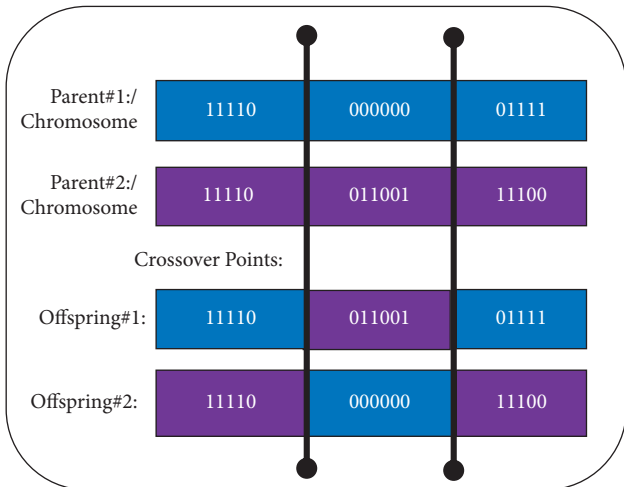 Parent#1:/
Chromosome
11110 000000 01111
Parent#2:/
Chromosome
11110 011001 11100
Crossover Points:
Offspring#1: 11110 011001 01111
Offspring#2: 11110 000000 11100